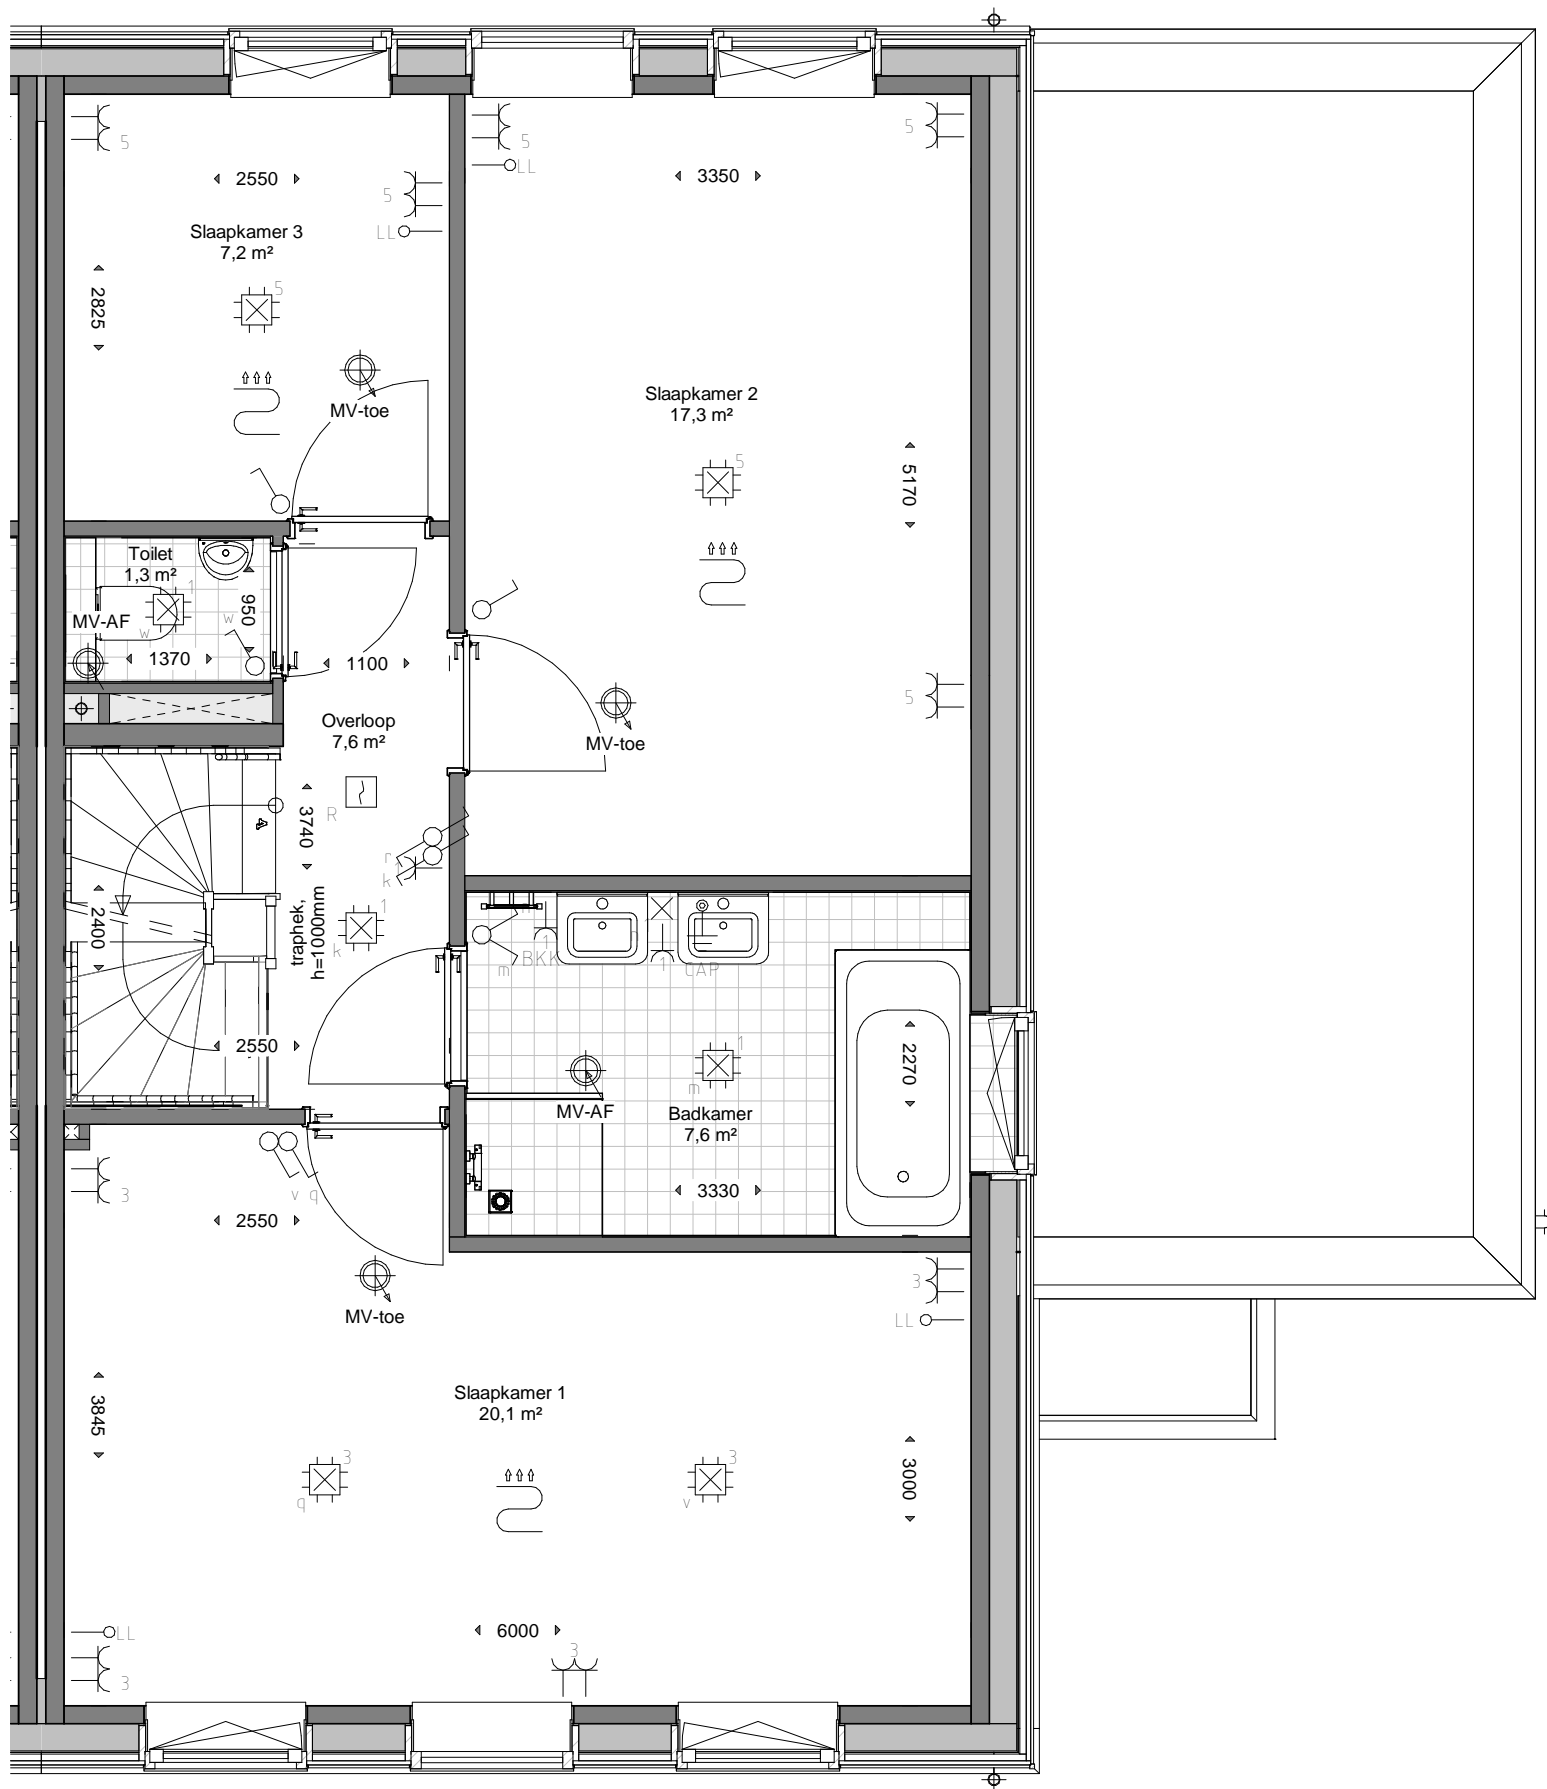 5
5
5
LL
2550
3350
5
Slaapkamer 3
7,2 m²
LL
2825
5
MV-toe
Slaapkamer 2
17,3 m²
5
5170
Toilet
1,3 m²
1
MV-AF
w
w
950
1370
1100
5
Overloop
7,6 m²
MV-toe
R
3740
r
1
k
traphek,
h=1000mm
2400
1
k
m
BKK
1
1
CAP
2550
2270
1
m
MV-AF
Badkamer
7,6 m²
3
v
q
2550
3330
3
MV-toe
LL
3845
Slaapkamer 1
20,1 m²
3
q
3
v
3000
LL
6000
3
3